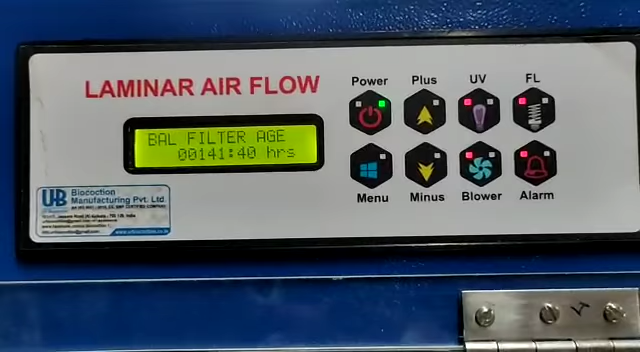 LAMINAR AIR FLOW
Power Plus UV FL
BAL FILTER AGE
00141:40 hrs
Menu Minus Blower Alarm
UB Biocoction
Manufacturing Pvt. Ltd.